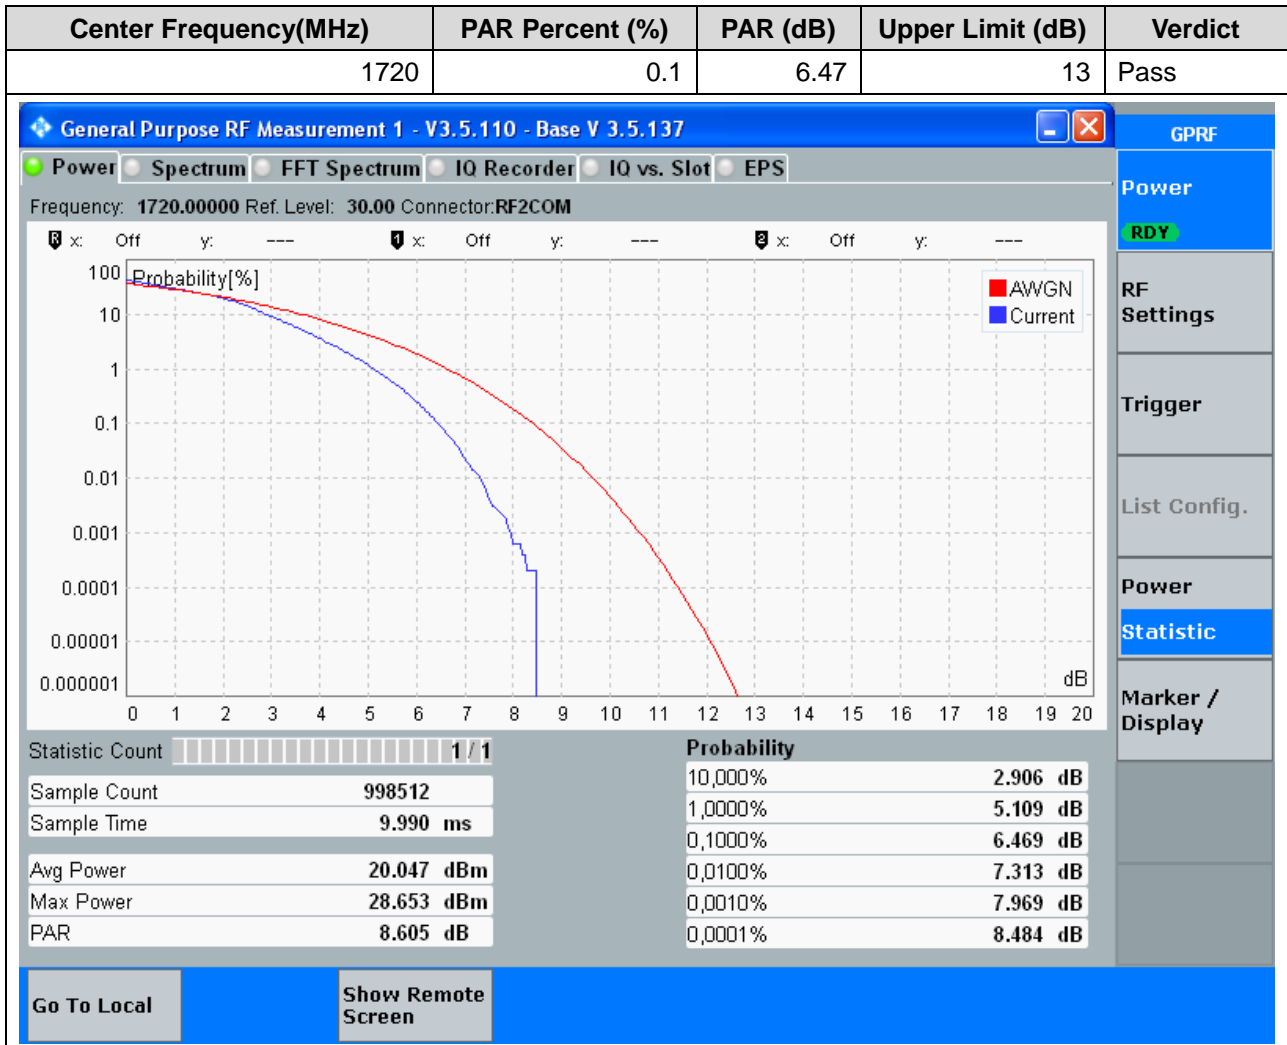 Center Frequency(MHz) PAR Percent (%) PAR (dB) Upper Limit (dB) Verdict
1720 0.1 6.47 13 Pass
General Purpose RF Measurement 1 - V3.5.110 - Base V 3.5.137
GPRF
Power Spectrum FFT Spectrum IQ Recorder IQ vs. Slot EPS
Power
RDY
Frequency: 1720.00000 Ref. Level: 30.00 Connector:RF2COM
R x: Off y: --- 1 x: Off y: --- 2 x: Off y: ---
100 Probability[%]
AWGN
Current
RF
Settings
10
1
Trigger
0.1
0.01
List Config.
0.001
0.0001
Power
Statistic
0.00001
0.000001
dB
Marker /
Display
0 1 2 3 4 5 6 7 8 9 10 11 12 13 14 15 16 17 18 19 20
Statistic Count 1 / 1
Probability
Sample Count 998512
Sample Time 9.990 ms
Avg Power 20.047 dBm
Max Power 28.653 dBm
PAR 8.605 dB
10,000% 2.906 dB
1,0000% 5.109 dB
0,1000% 6.469 dB
0,0100% 7.313 dB
0,0010% 7.969 dB
0,0001% 8.484 dB
Go To Local
Show Remote
Screen